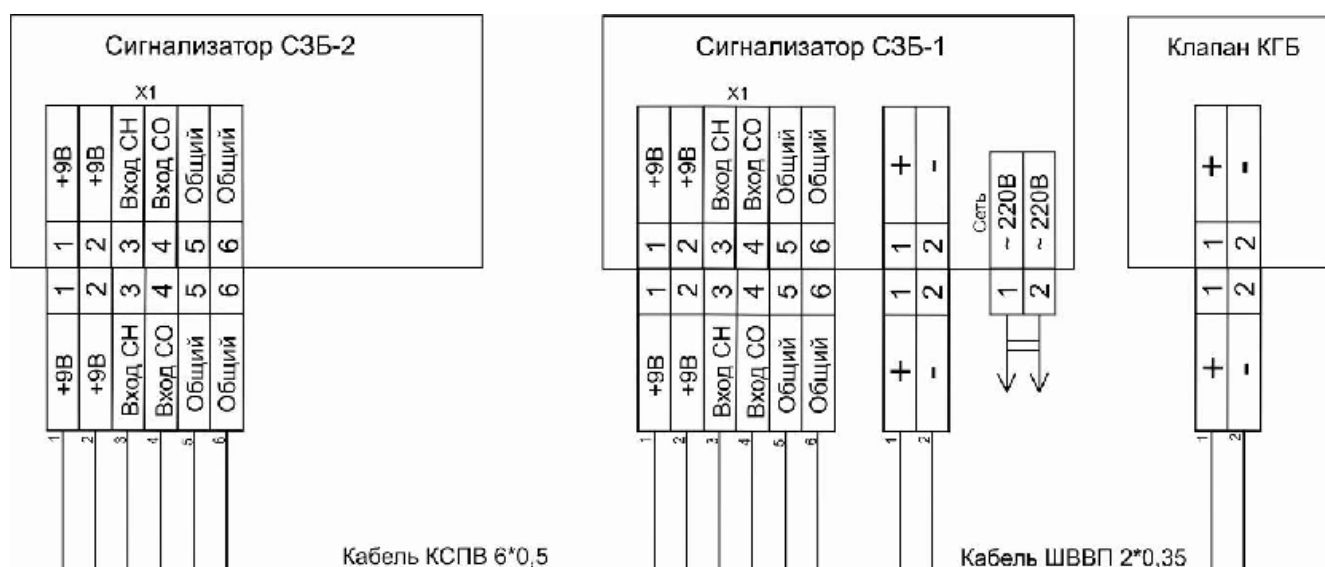 Сигнализатор СЗБ-2
Сигнализатор СЗБ-1
Клапан КГБ
X1
X1
+9В +9В Вход СН Вход СО Общий Общий
+9В +9В Вход СН Вход СО Общий Общий
+ -
Сеть
~ 220В ~ 220В
+ -
1 2 3 4 5 6
1 2 3 4 5 6
1 2
1 2
1 2 3 4 5 6
1 2 3 4 5 6
1 2
1 2
1 2
+9В +9В Вход СН Вход СО Общий Общий
+9В +9В Вход СН Вход СО Общий Общий
+ -
+ -
1 2 3 4 5 6
1 2 3 4 5 6
1 2
1 2
Кабель КСПВ 6*0,5
Кабель ШВВП 2*0,35